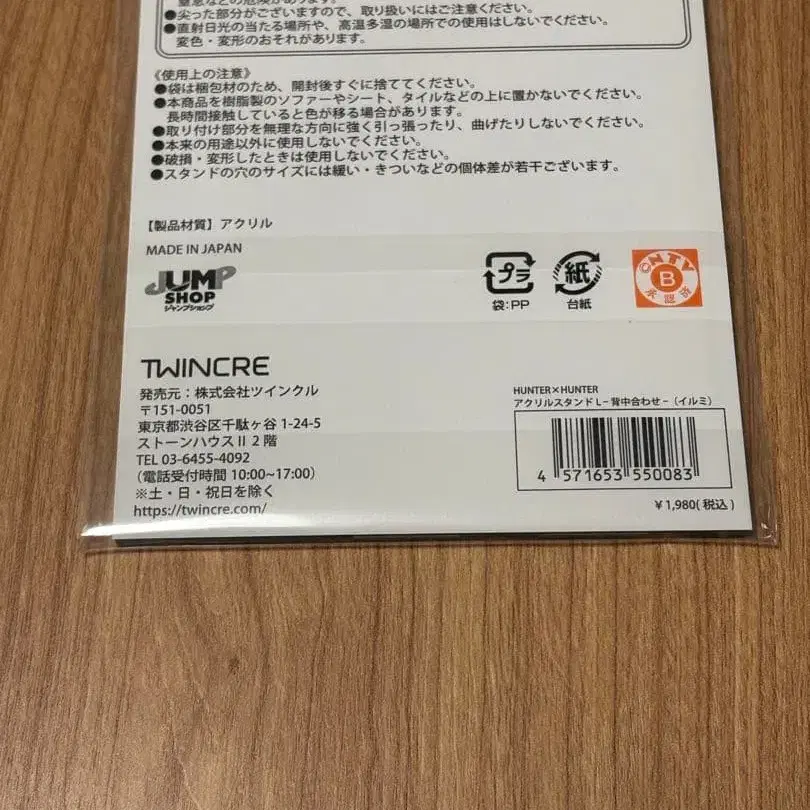 窒息などの危険があります。
●尖った部分がございますので、取り扱いにはご注意ください。
●直射日光の当たる場所や、高温多湿の場所での使用はしないでください。
変色・変形のおそれがあります。
《使用上の注意》
●袋は梱包材のため、開封後すぐに捨ててください。
●本商品を樹脂製のソファーやシート、タイルなどの上に置かないでください。
長時間接触していると色が移る場合があります。
●取り付け部分を無理な方向に強く引っ張ったり、曲げたりしないでください。
●本来の用途以外に使用しないでください。
●破損・変形したときは使用しないでください。
●スタンドの穴のサイズには緩い・きついなどの個体差が若干ございます。
【製品材質】アクリル
MADE IN JAPAN
JUMP
SHOP
ジャンプショップ
プラ
袋:PP
紙
台紙
©NTV
B
承認番
TWINCRE
発売元:株式会社ツインクル
〒151-0051
東京都渋谷区千駄ヶ谷 1-24-5
ストーンハウスⅡ 2 階
TEL 03-6455-4092
(電話受付時間 10:00~17:00)
※土・日・祝日を除く
https://twincre.com/
HUNTER×HUNTER
アクリルスタンド L－背中合わせ－（イルミ）
4 571653 550083
¥1,980(税込)